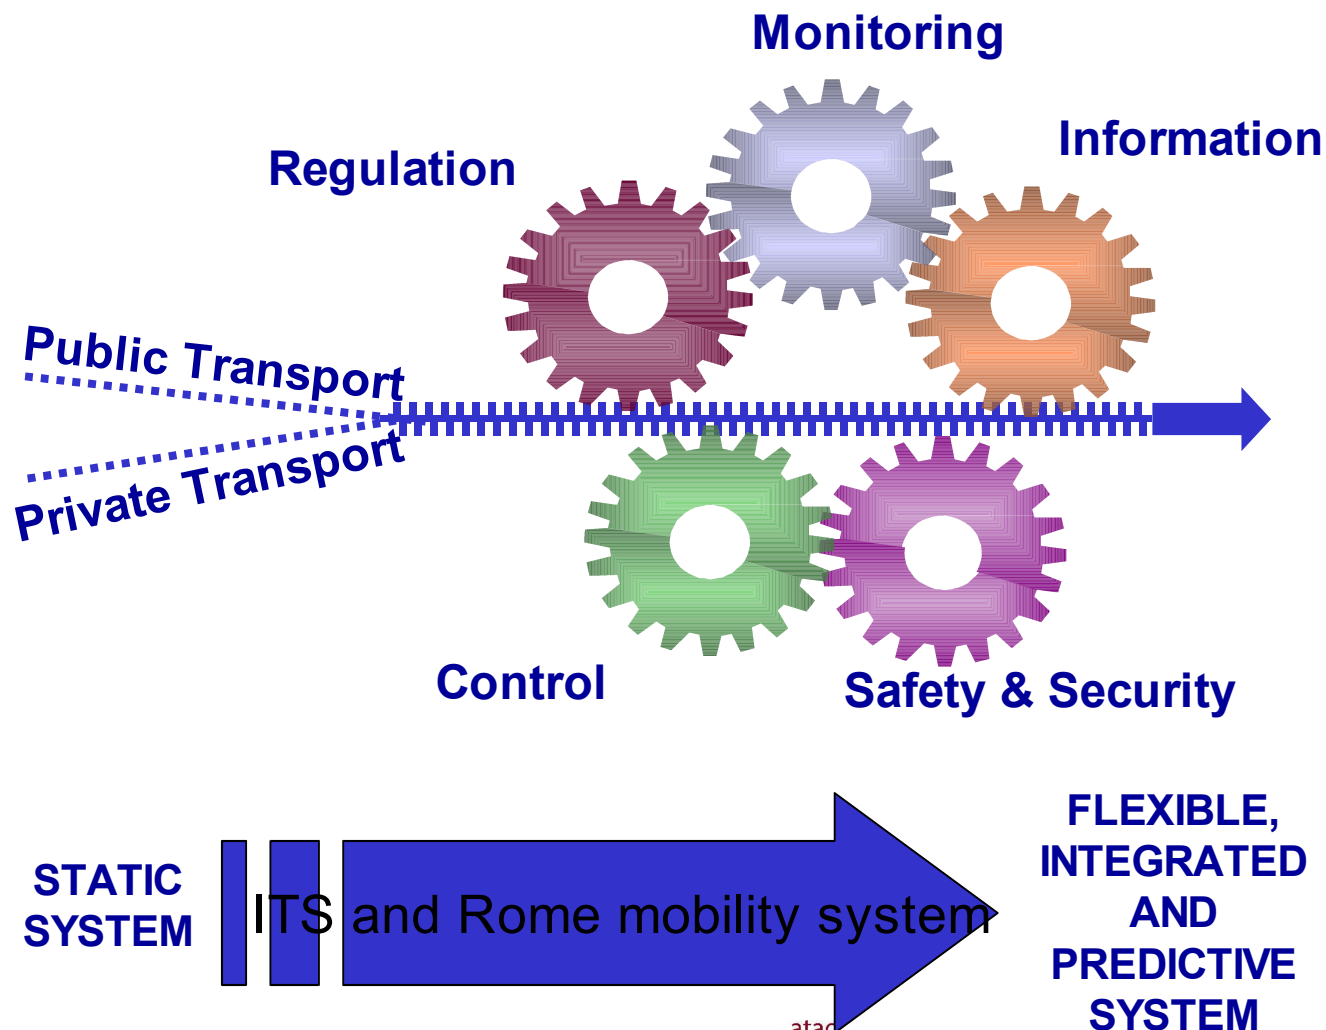 Monitoring
Information
Regulation
Public Transport
Private Transport
Control
Safety & Security
STATIC
SYSTEM
ITS and Rome mobility system
FLEXIBLE,
INTEGRATED
AND
PREDICTIVE
SYSTEM